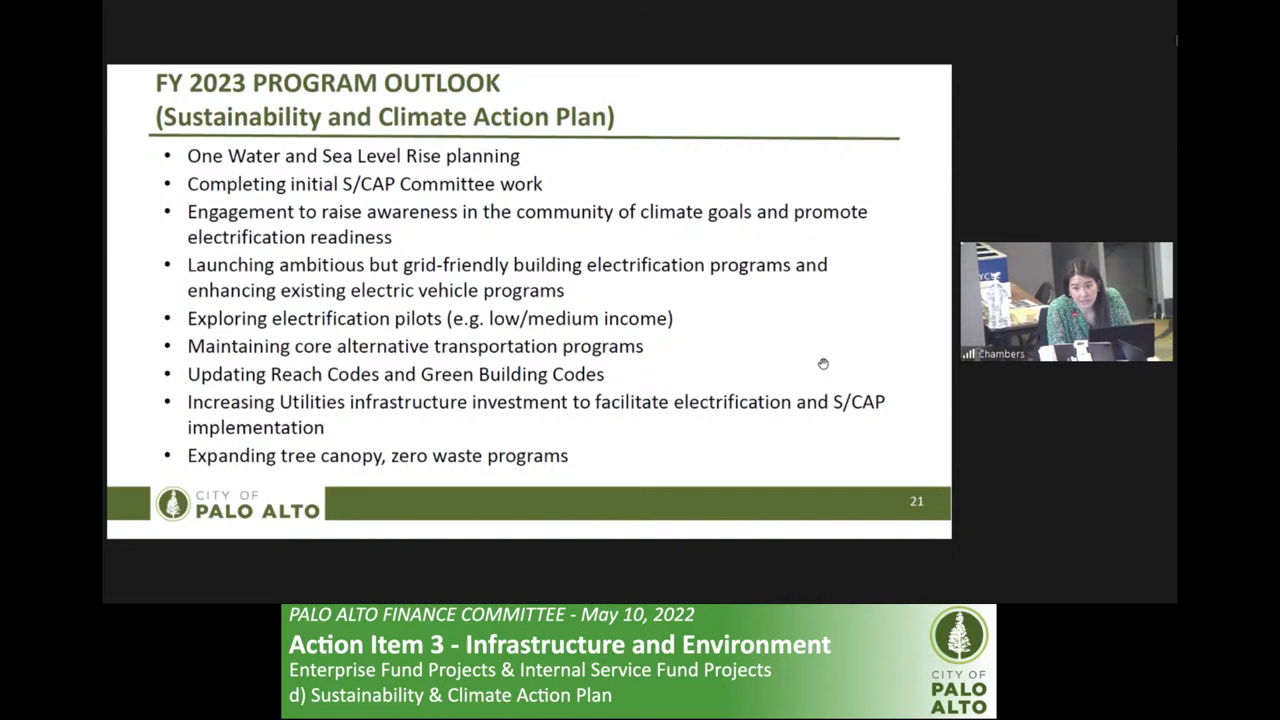 FY 2023 PROGRAM OUTLOOK
(Sustainability and Climate Action Plan)
• One Water and Sea Level Rise planning
• Completing initial S/CAP Committee work
• Engagement to raise awareness in the community of climate goals and promote
electrification readiness
• Launching ambitious but grid-friendly building electrification programs and
enhancing existing electric vehicle programs
• Exploring electrification pilots (e.g. low/medium income)
• Maintaining core alternative transportation programs
• Updating Reach Codes and Green Building Codes
• Increasing Utilities infrastructure investment to facilitate electrification and S/CAP
implementation
• Expanding tree canopy, zero waste programs
CITY OF
PALO ALTO
21
Chambers
PALO ALTO FINANCE COMMITTEE - May 10, 2022
Action Item 3 - Infrastructure and Environment
Enterprise Fund Projects & Internal Service Fund Projects
d) Sustainability & Climate Action Plan
CITY OF
PALO
ALTO